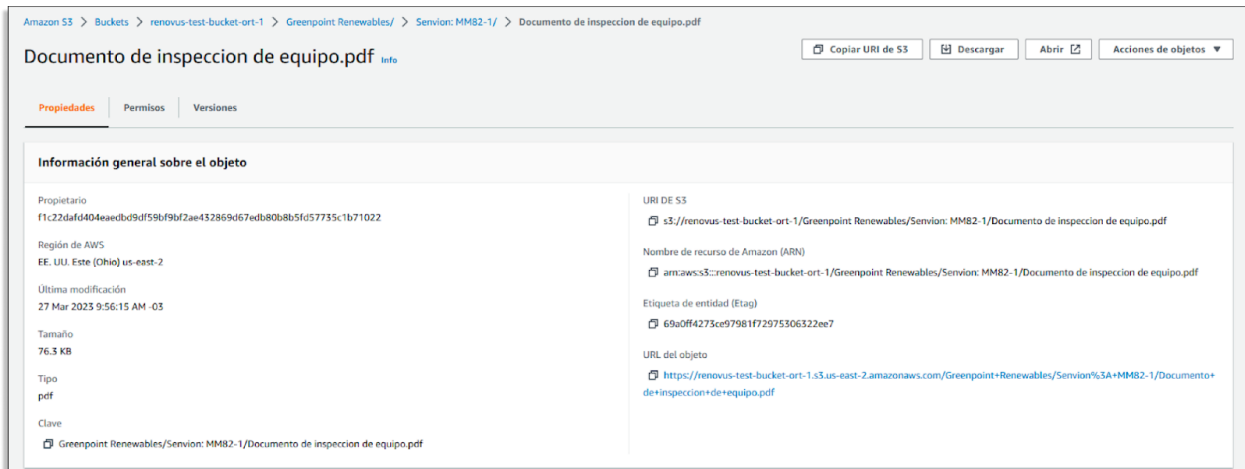 Amazon S3 > Buckets > renovus-test-bucket-ort-1 > Greenpoint Renewables/ > Senvion: MM82-1/ > Documento de inspeccion de equipo.pdf
Documento de inspeccion de equipo.pdf Info
Copiar URI de S3 Descargar Abrir Acciones de objetos ▼
Propiedades Permisos Versiones
Información general sobre el objeto
Propietario
f1c22dafd404eaedbd9df59bf9bf2ae432869d67edb80b8b5fd57735c1b71022
Región de AWS
EE. UU. Este (Ohio) us-east-2
Última modificación
27 Mar 2023 9:56:15 AM -03
Tamaño
76.3 KB
Tipo
pdf
Clave
Greenpoint Renewables/Senvion: MM82-1/Documento de inspeccion de equipo.pdf
URI DE S3
s3://renovus-test-bucket-ort-1/Greenpoint Renewables/Senvion: MM82-1/Documento de inspeccion de equipo.pdf
Nombre de recurso de Amazon (ARN)
arn:aws:s3:::renovus-test-bucket-ort-1/Greenpoint Renewables/Senvion: MM82-1/Documento de inspeccion de equipo.pdf
Etiqueta de entidad (Etag)
69a0ff4273ce97981f72975306322ee7
URL del objeto
https://renovus-test-bucket-ort-1.s3.us-east-2.amazonaws.com/Greenpoint+Renewables/Senvion%3A+MM82-1/Documento+
de+inspeccion+de+equipo.pdf